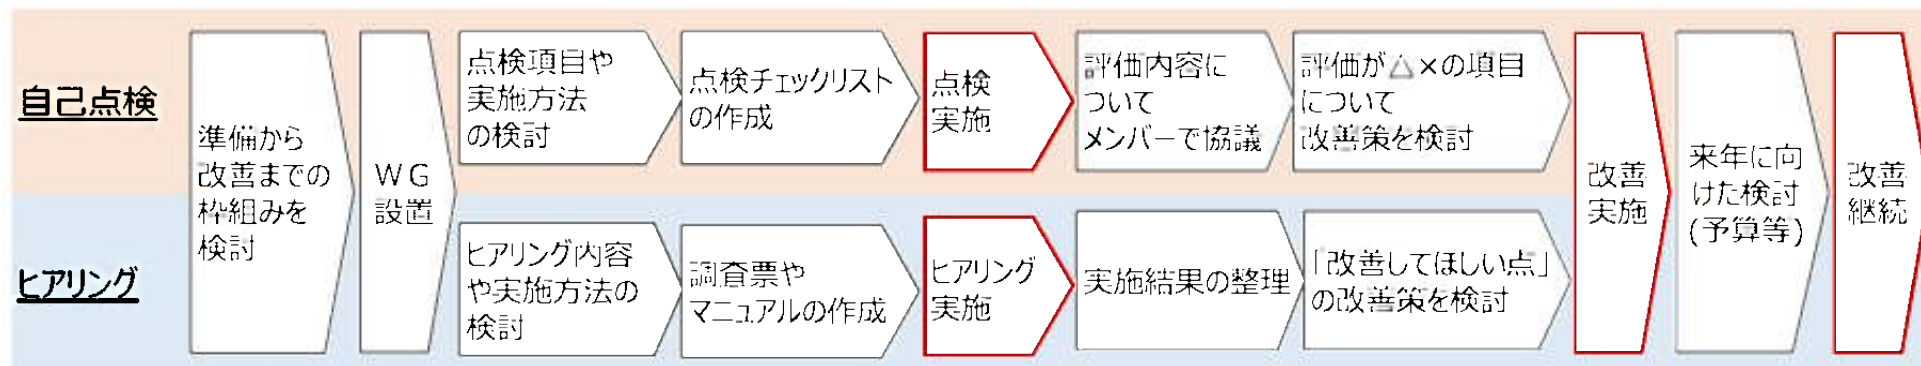 自己点検
準備から
改善までの
枠組みを
検討
WG
設置
点検項目や
実施方法
の検討
点検チェックリスト
の作成
点検
実施
評価内容に
ついて
メンバーで協議
評価が△×の項目
について
改善策を検討
ヒアリング
ヒアリング内容
や実施方法の
検討
調査票や
マニュアルの作成
ヒアリング
実施
実施結果の整理
「改善してほしい点」
の改善策を検討
改善
実施
来年に向
けた検討
(予算等)
改善
継続